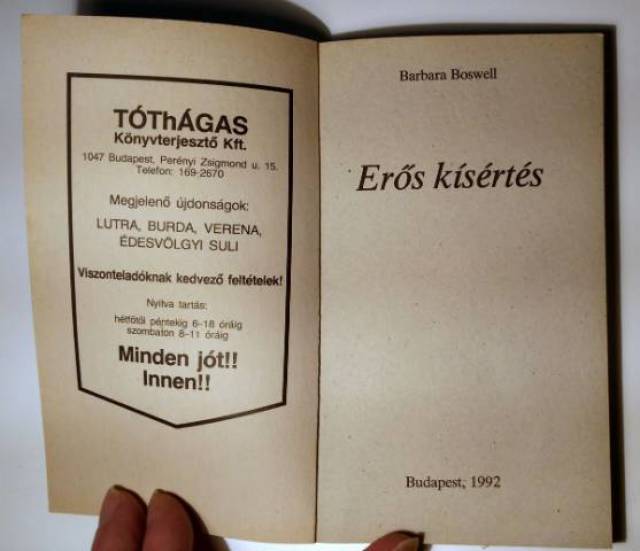 TÓThÁGAS
Könyvterjesztő Kft.
1047 Budapest, Perényi Zsigmond u. 15.
Telefon: 169-2670
Megjelenő újdonságok:
LUTRA, BURDA, VERENA,
ÉDESVÖLGYI SULI
Viszonteladóknak kedvező feltételek!
Nyitva tartás:
hétfőtől péntekig 6–18 óráig
szombaton 8–11 óráig
Minden jót!!
Innen!!
Barbara Boswell
Erős kísértés
Budapest, 1992